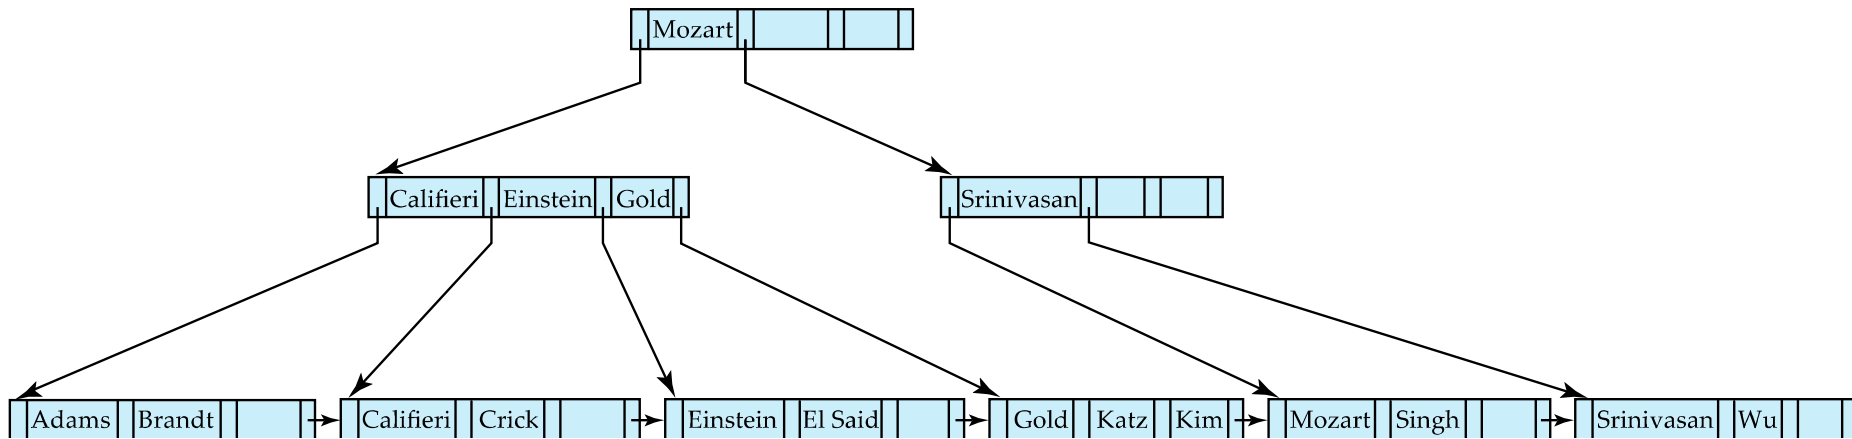 Mozart
Califieri Einstein Gold Srinivasan
Adams Brandt Califieri Crick Einstein El Said Gold Katz Kim Mozart Singh Srinivasan Wu